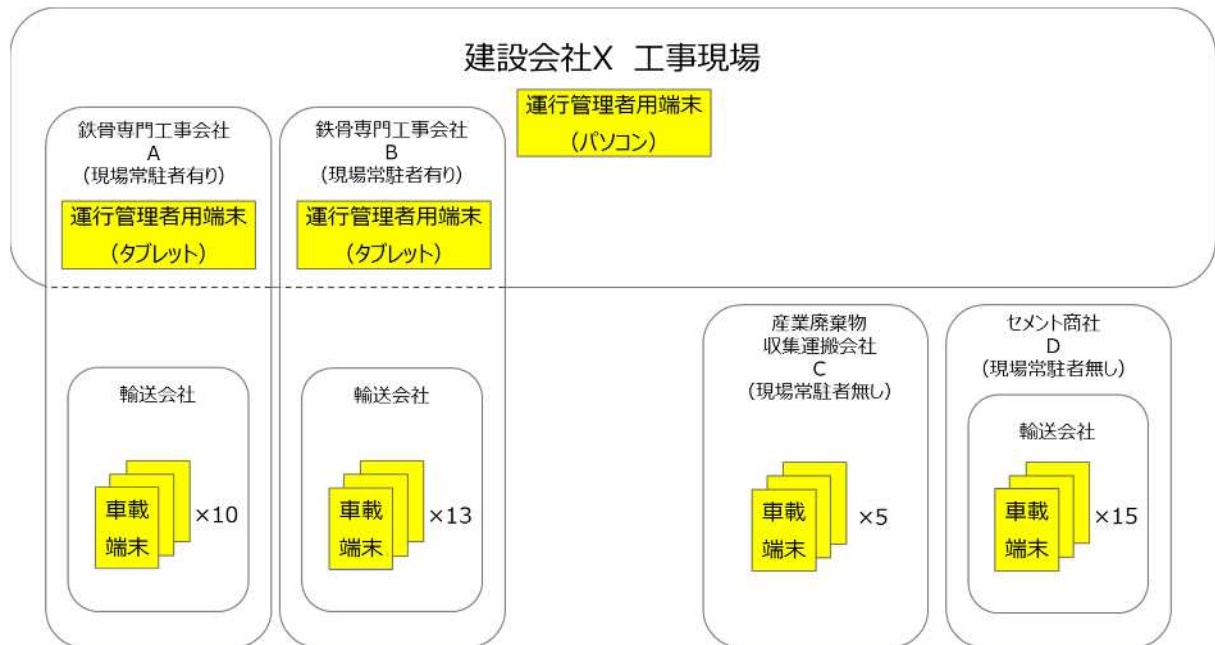 建設会社X 工事現場
運行管理者用端末
(パソコン)
鉄骨専門工事会社
A
(現場常駐者有り)
運行管理者用端末
(タブレット)
鉄骨専門工事会社
B
(現場常駐者有り)
運行管理者用端末
(タブレット)
輸送会社
車載
端末
×10
輸送会社
車載
端末
×13
産業廃棄物
収集運搬会社
C
(現場常駐者無し)
車載
端末
×5
セメント商社
D
(現場常駐者無し)
輸送会社
車載
端末
×15